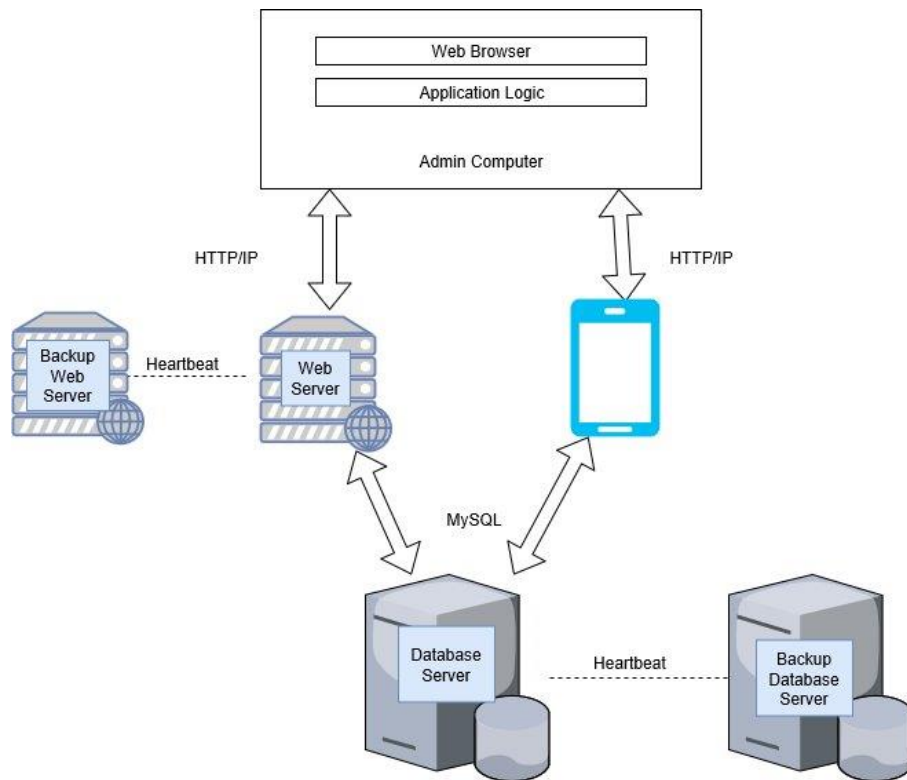 Web Browser
Application Logic
Admin Computer
HTTP/IP
HTTP/IP
Backup
Web
Server
Heartbeat
Web
Server
MySQL
Database
Server
Heartbeat
Backup
Database
Server